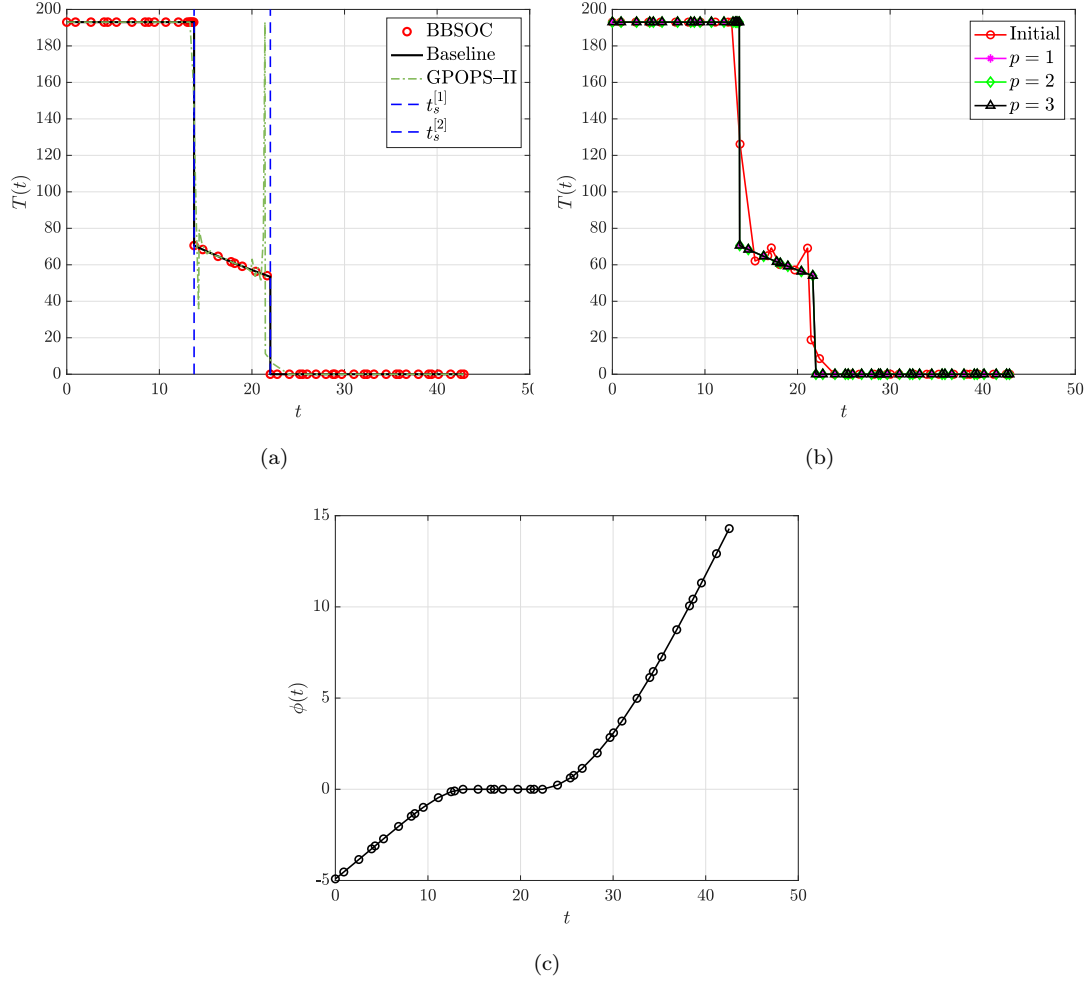 200
180
160
140
120
100
80
60
40
20
0
T(t)
0 10 20 30 40 50
t
BBSOC
Baseline
GPOPS–II
t_s^{[1]}
t_s^{[2]}
(a)
200
180
160
140
120
100
80
60
40
20
0
T(t)
0 10 20 30 40 50
t
Initial
p = 1
p = 2
p = 3
(b)
15
10
5
0
-5
ϕ(t)
0 10 20 30 40 50
t
(c)